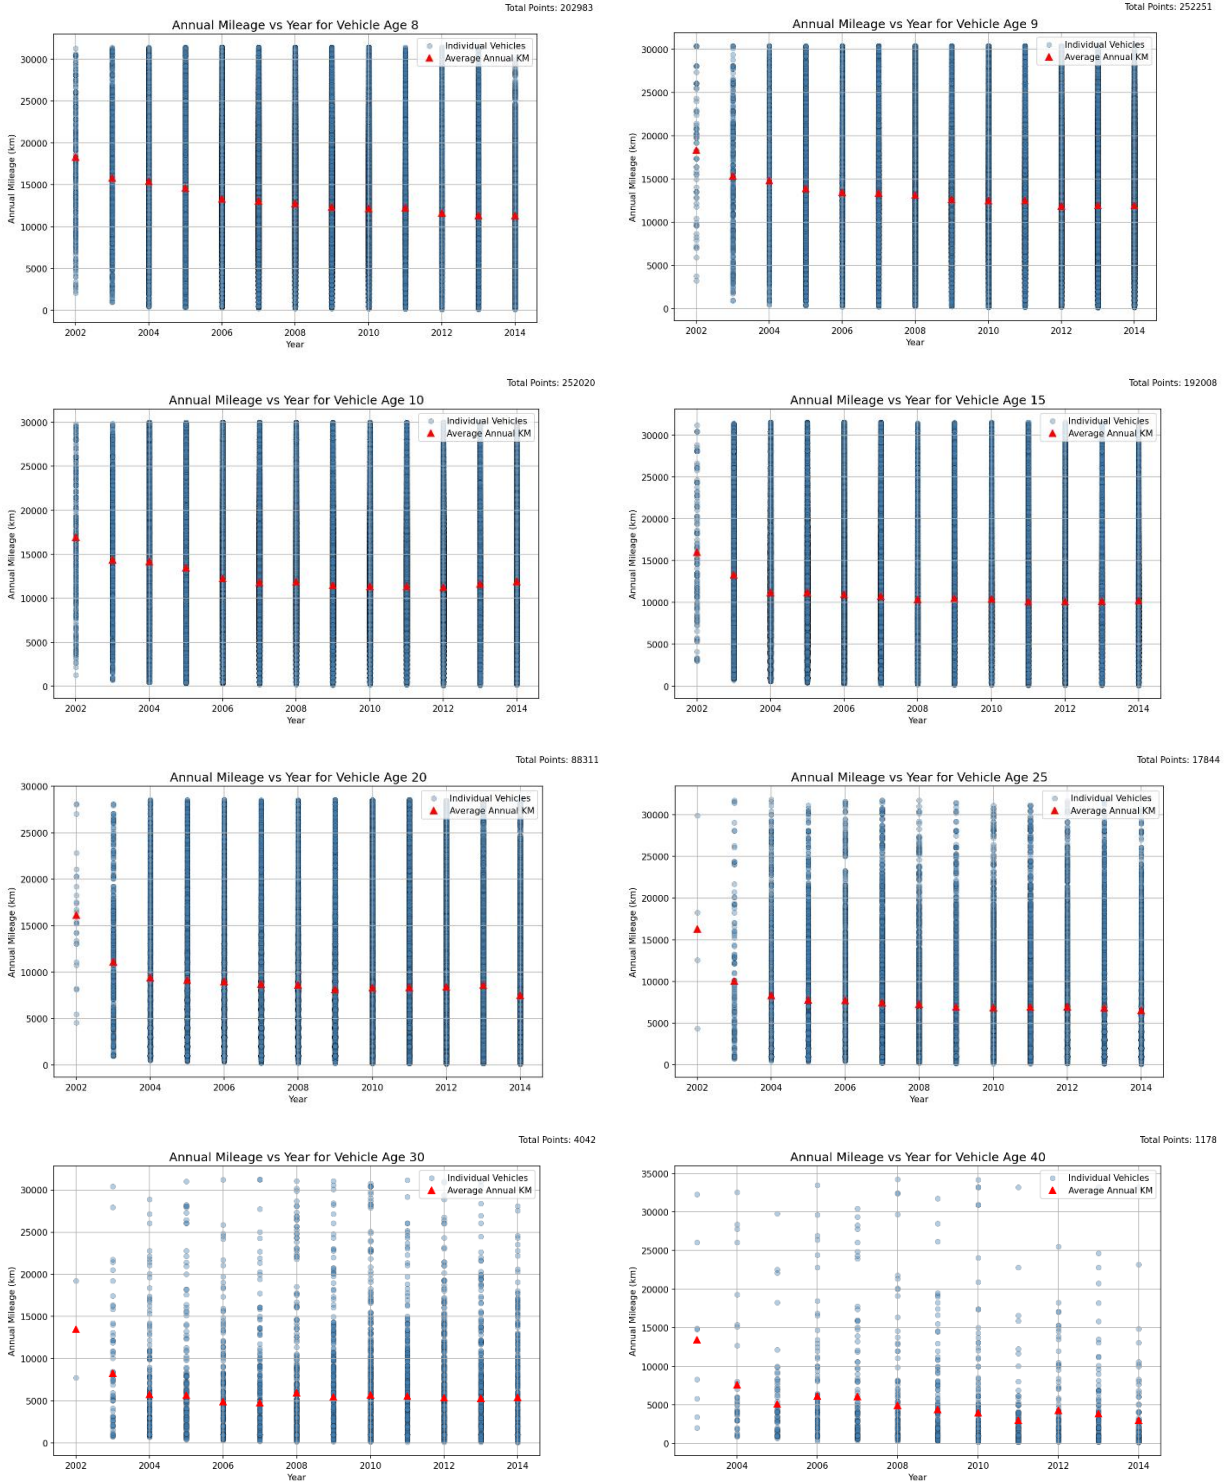 Total Points: 202983
Annual Mileage vs Year for Vehicle Age 8
Individual Vehicles
Average Annual KM
30000
25000
20000
15000
10000
5000
0
Annual Mileage (km)
2002 2004 2006 2008 2010 2012 2014
Year
Total Points: 252251
Annual Mileage vs Year for Vehicle Age 9
Individual Vehicles
Average Annual KM
30000
25000
20000
15000
10000
5000
0
Annual Mileage (km)
2002 2004 2006 2008 2010 2012 2014
Year
Total Points: 252020
Annual Mileage vs Year for Vehicle Age 10
Individual Vehicles
Average Annual KM
30000
25000
20000
15000
10000
5000
0
Annual Mileage (km)
2002 2004 2006 2008 2010 2012 2014
Year
Total Points: 192008
Annual Mileage vs Year for Vehicle Age 15
Individual Vehicles
Average Annual KM
30000
25000
20000
15000
10000
5000
0
Annual Mileage (km)
2002 2004 2006 2008 2010 2012 2014
Year
Total Points: 88311
Annual Mileage vs Year for Vehicle Age 20
Individual Vehicles
Average Annual KM
30000
25000
20000
15000
10000
5000
0
Annual Mileage (km)
2002 2004 2006 2008 2010 2012 2014
Year
Total Points: 17844
Annual Mileage vs Year for Vehicle Age 25
Individual Vehicles
Average Annual KM
30000
25000
20000
15000
10000
5000
0
Annual Mileage (km)
2002 2004 2006 2008 2010 2012 2014
Year
Total Points: 4042
Annual Mileage vs Year for Vehicle Age 30
Individual Vehicles
Average Annual KM
30000
25000
20000
15000
10000
5000
0
Annual Mileage (km)
2002 2004 2006 2008 2010 2012 2014
Year
Total Points: 1178
Annual Mileage vs Year for Vehicle Age 40
Individual Vehicles
Average Annual KM
35000
30000
25000
20000
15000
10000
5000
0
Annual Mileage (km)
2004 2006 2008 2010 2012 2014
Year